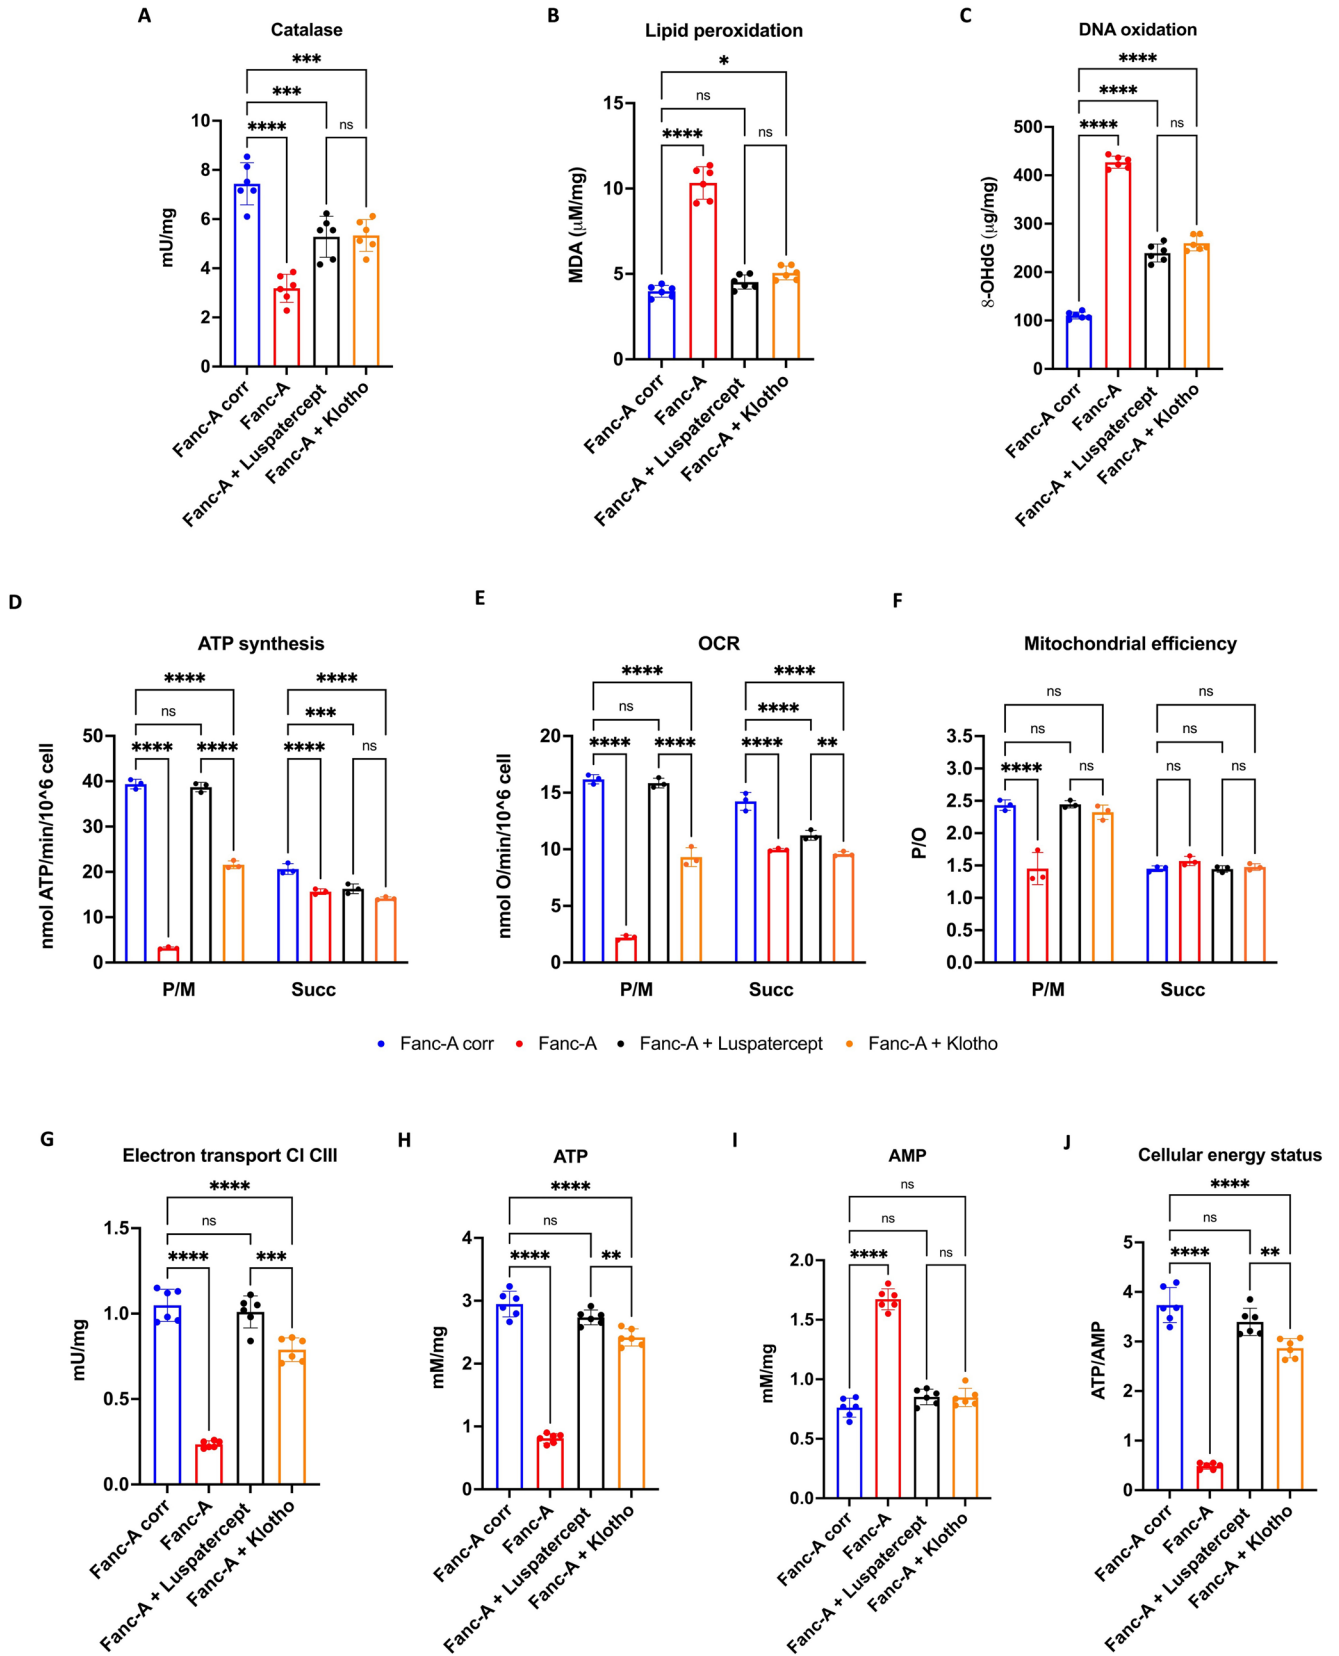 A
Catalase
***
***
****
ns
mU/mg
10
8
6
4
2
0
Fanc-A corr
Fanc-A
Fanc-A + Luspatercept
Fanc-A + Klotho
B
Lipid peroxidation
*
ns
****
ns
MDA (μM/mg)
15
10
5
0
Fanc-A corr
Fanc-A
Fanc-A + Luspatercept
Fanc-A + Klotho
C
DNA oxidation
****
****
****
ns
8-OHdG (μg/mg)
500
400
300
200
100
0
Fanc-A corr
Fanc-A
Fanc-A + Luspatercept
Fanc-A + Klotho
D
ATP synthesis
**** ****
ns ***
**** **** **** ns
nmol ATP/min/10^6 cell
50
40
30
20
10
0
P/M Succ
E
OCR
**** ****
ns ****
**** **** **** **
nmol O/min/10^6 cell
20
15
10
5
0
P/M Succ
F
Mitochondrial efficiency
ns ns
ns ns
**** ns ns ns
P/O
3.5
3.0
2.5
2.0
1.5
1.0
0.5
0.0
P/M Succ
Fanc-A corr Fanc-A Fanc-A + Luspatercept Fanc-A + Klotho
G
Electron transport CI CIII
****
ns
**** ***
mU/mg
1.5
1.0
0.5
0.0
Fanc-A corr
Fanc-A
Fanc-A + Luspatercept
Fanc-A + Klotho
H
ATP
****
ns
**** **
mM/mg
4
3
2
1
0
Fanc-A corr
Fanc-A
Fanc-A + Luspatercept
Fanc-A + Klotho
I
AMP
ns
ns
**** ns
mM/mg
2.0
1.5
1.0
0.5
0.0
Fanc-A corr
Fanc-A
Fanc-A + Luspatercept
Fanc-A + Klotho
J
Cellular energy status
****
ns
**** **
ATP/AMP
5
4
3
2
1
0
Fanc-A corr
Fanc-A
Fanc-A + Luspatercept
Fanc-A + Klotho